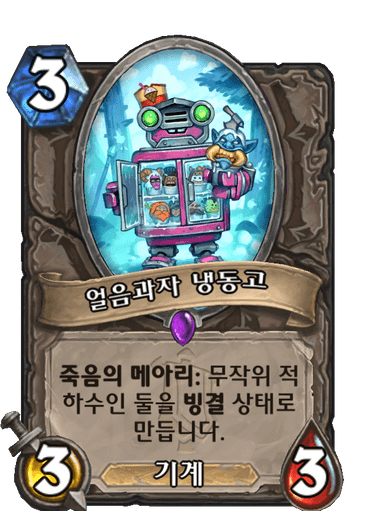 3
얼음과자 냉동고
죽음의 메아리: 무작위 적
하수인 둘을 빙결 상태로
만듭니다.
3
기계
3